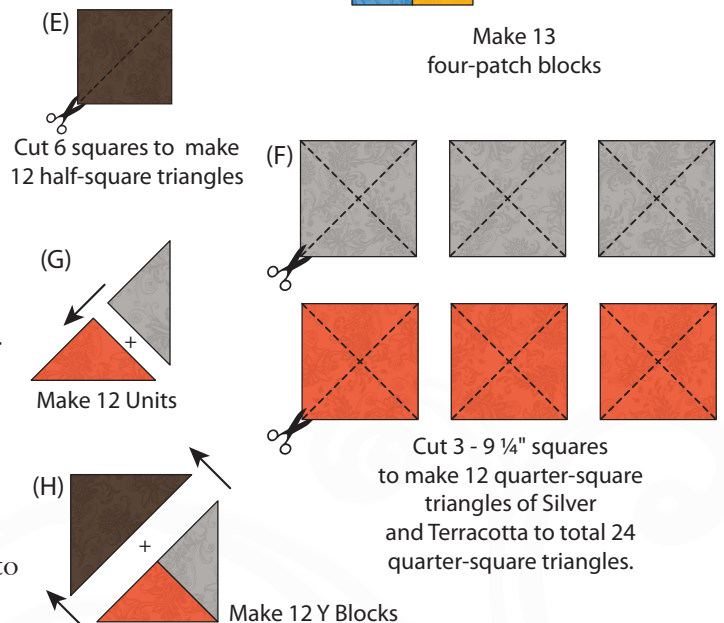 (E)
Make 13
four-patch blocks
Cut 6 squares to make
12 half-square triangles
(F)
(G)
+
.
Make 12 Units
Cut 3 - 9 ¼" squares
to make 12 quarter-square
triangles of Silver
and Terracotta to total 24
quarter-square triangles.
(H)
+
to
Make 12 Y Blocks